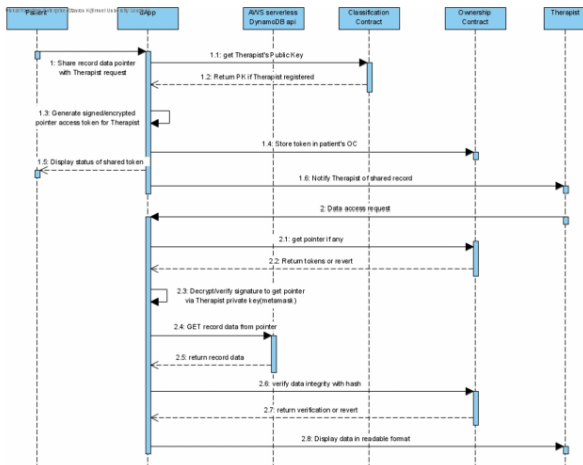 Patient
DApp
AWS serverless
DynamoDB api
Classification
Contract
Ownership
Contract
Therapist
1: Share record data pointer
with Therapist request
1.1: get Therapist's Public Key
1.2: Return PK if Therapist registered
1.3: Generate signed/encrypted
pointer access token for Therapist
1.4: Store token in patient's OC
1.5: Display status of shared token
1.6: Notify Therapist of shared record
2: Data access request
2.1: get pointer if any
2.2: Return tokens or revert
2.3: Decrypt/verify signature to get pointer
via Therapist private key(metamask)
2.4: GET record data from pointer
2.5: return record data
2.6: verify data integrity with hash
2.7: return verification or revert
2.8: Display data in readable format